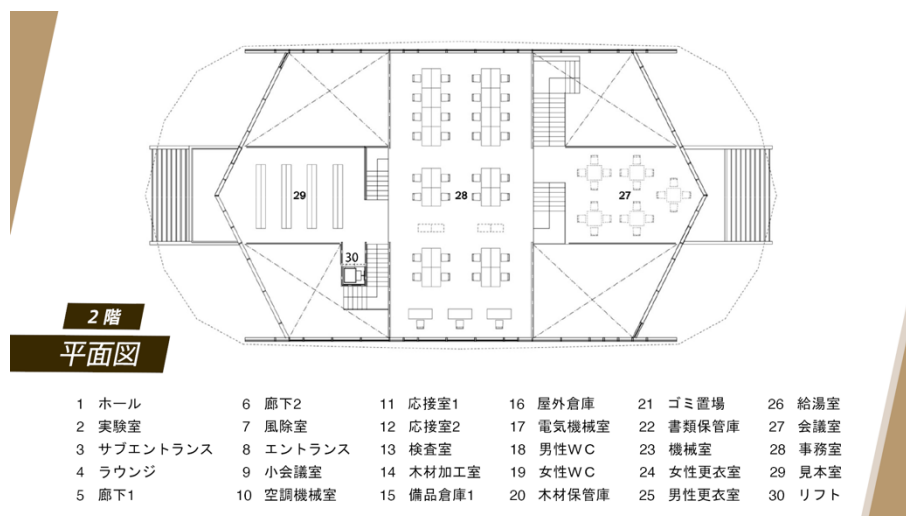 29
28
27
30
2階
平面図
1 ホール
2 実験室
3 サブエントランス
4 ラウンジ
5 廊下1
6 廊下2
7 風除室
8 エントランス
9 小会議室
10 空調機械室
11 応接室1
12 応接室2
13 検査室
14 木材加工室
15 備品倉庫1
16 屋外倉庫
17 電気機械室
18 男性WC
19 女性WC
20 木材保管庫
21 ゴミ置場
22 書類保管庫
23 機械室
24 女性更衣室
25 男性更衣室
26 給湯室
27 会議室
28 事務室
29 見本室
30 リフト